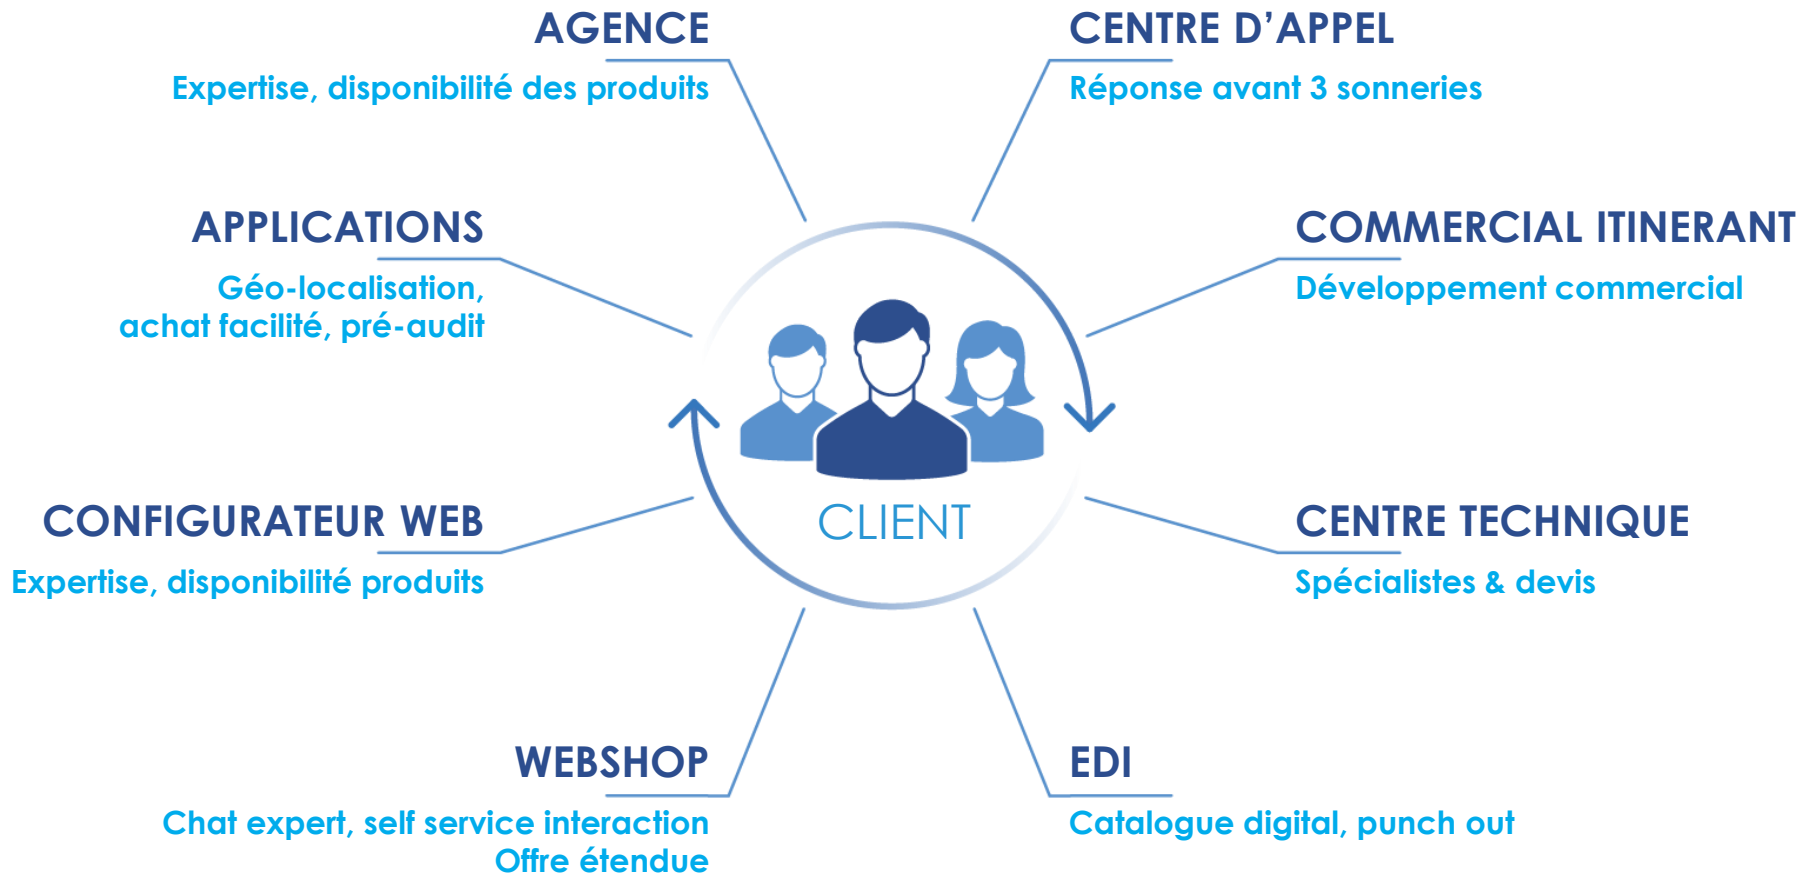 AGENCE
Expertise, disponibilité des produits
CENTRE D'APPEL
Réponse avant 3 sonneries
APPLICATIONS
Géo-localisation,
achat facilité, pré-audit
COMMERCIAL ITINERANT
Développement commercial
CLIENT
CONFIGURATEUR WEB
Expertise, disponibilité produits
CENTRE TECHNIQUE
Spécialistes & devis
WEBSHOP
Chat expert, self service interaction
Offre étendue
EDI
Catalogue digital, punch out